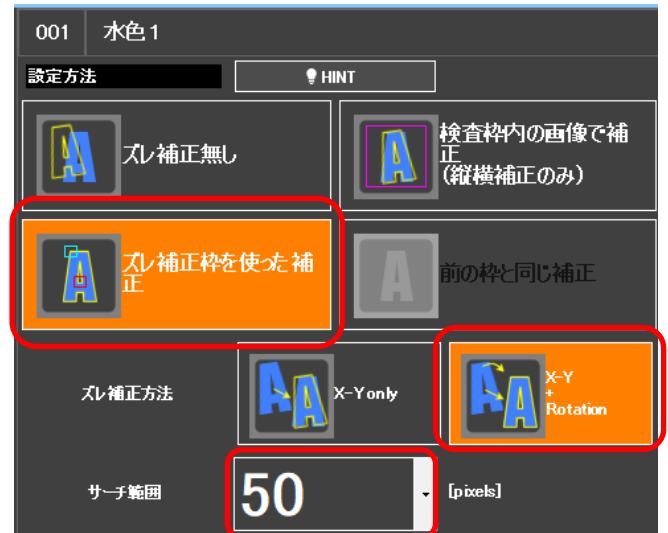 001 水色1
設定方法 HINT
ズレ補正無し
検査枠内の画像で補
正
(縦横補正のみ)
ズレ補正枠を使った補
正
前の枠と同じ補正
ズレ補正方法
X-Y only
X-Y
+
Rotation
サーチ範囲 50 [pixels]